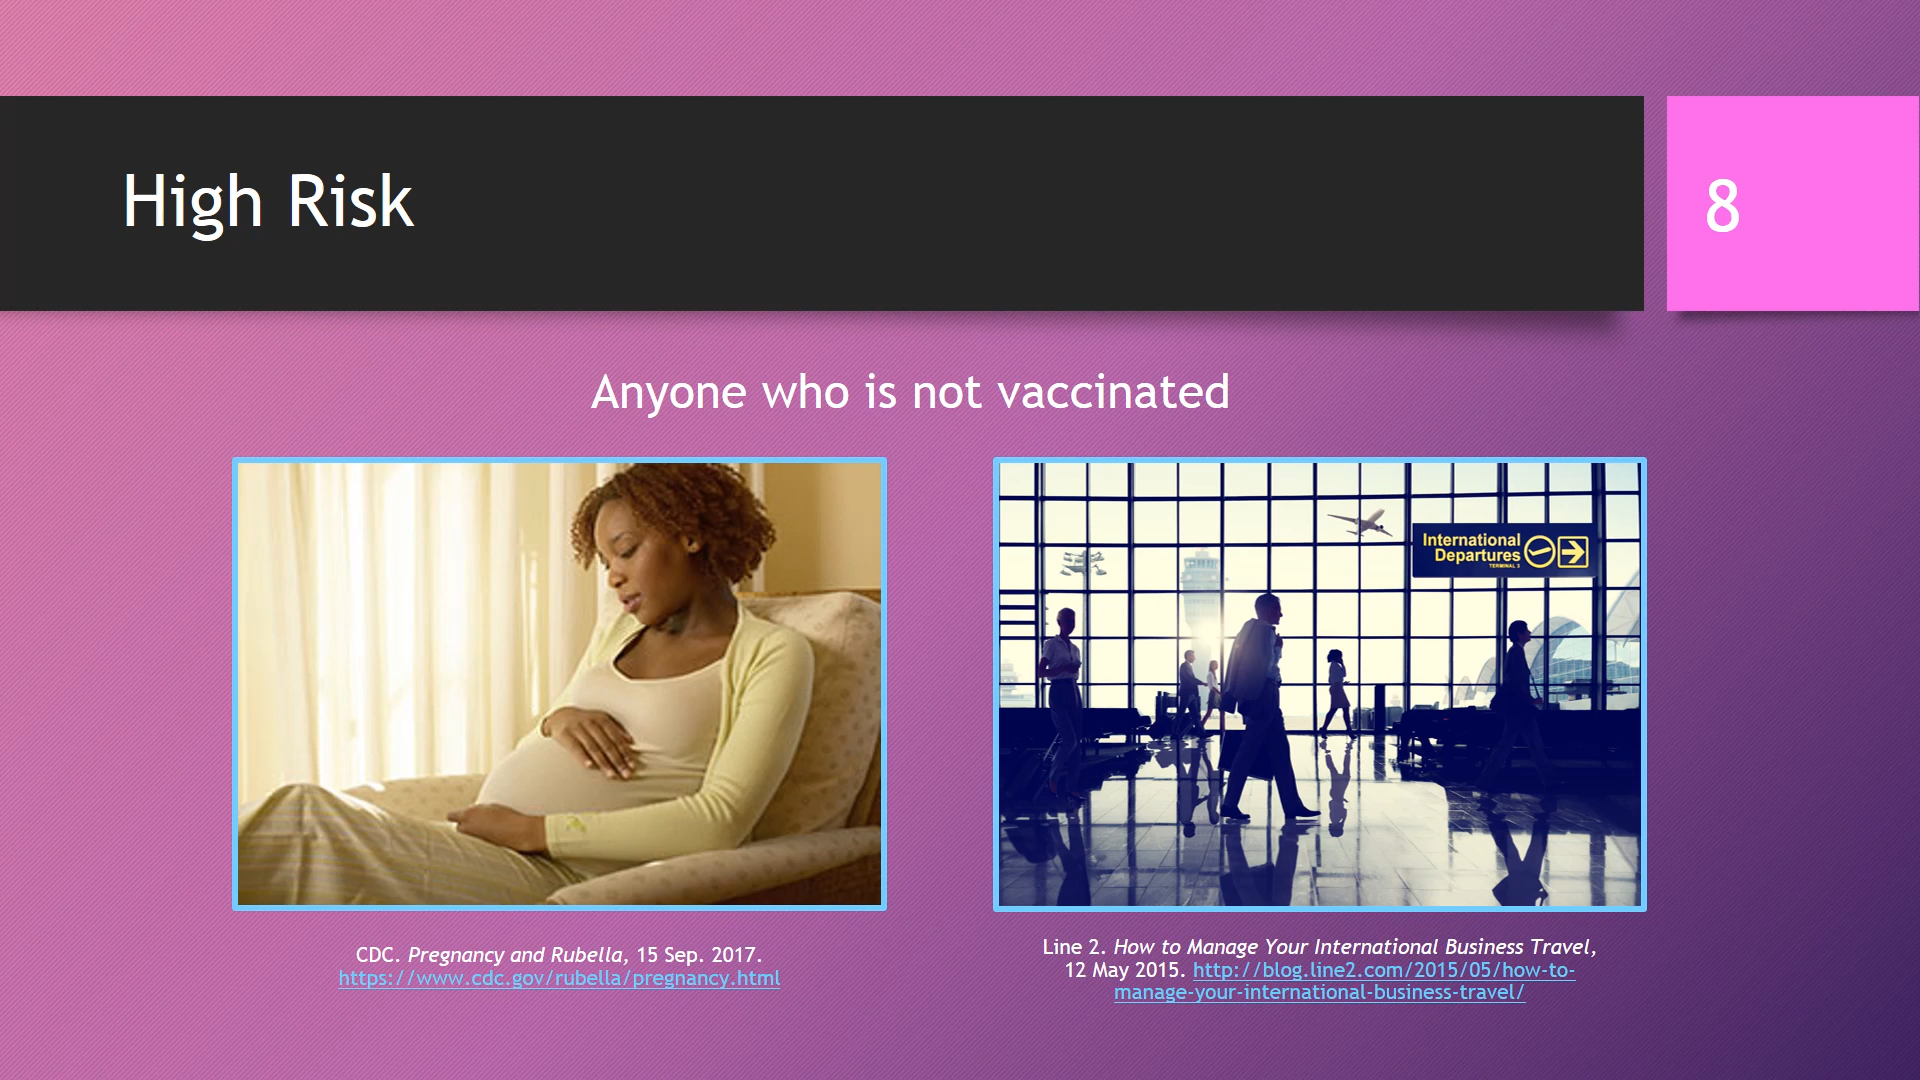 High Risk
8
Anyone who is not vaccinated
International
Departures
TERMINAL 3
CDC. Pregnancy and Rubella, 15 Sep. 2017.
https://www.cdc.gov/rubella/pregnancy.html
Line 2. How to Manage Your International Business Travel,
12 May 2015. http://blog.line2.com/2015/05/how-to-
manage-your-international-business-travel/